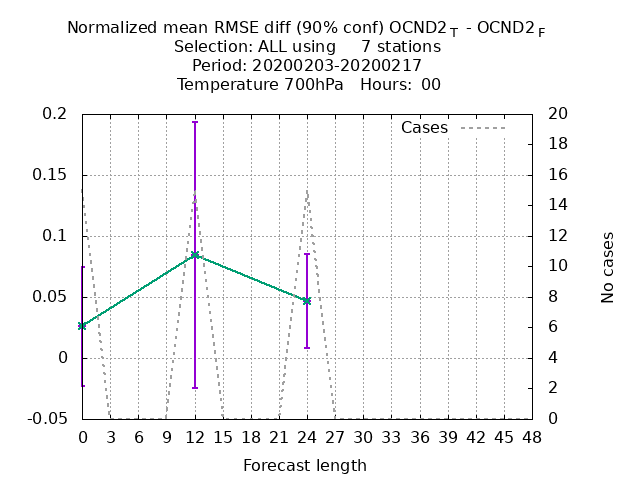 Normalized mean RMSE diff (90% conf) OCND2 T - OCND2 F
Selection: ALL using 7 stations
Period: 20200203-20200217
Temperature 700hPa Hours: 00
Cases
0.2
0.15
0.1
0.05
0
-0.05
20
18
16
14
12
10
8
6
4
2
0
No cases
0 3 6 9 12 15 18 21 24 27 30 33 36 39 42 45 48
Forecast length